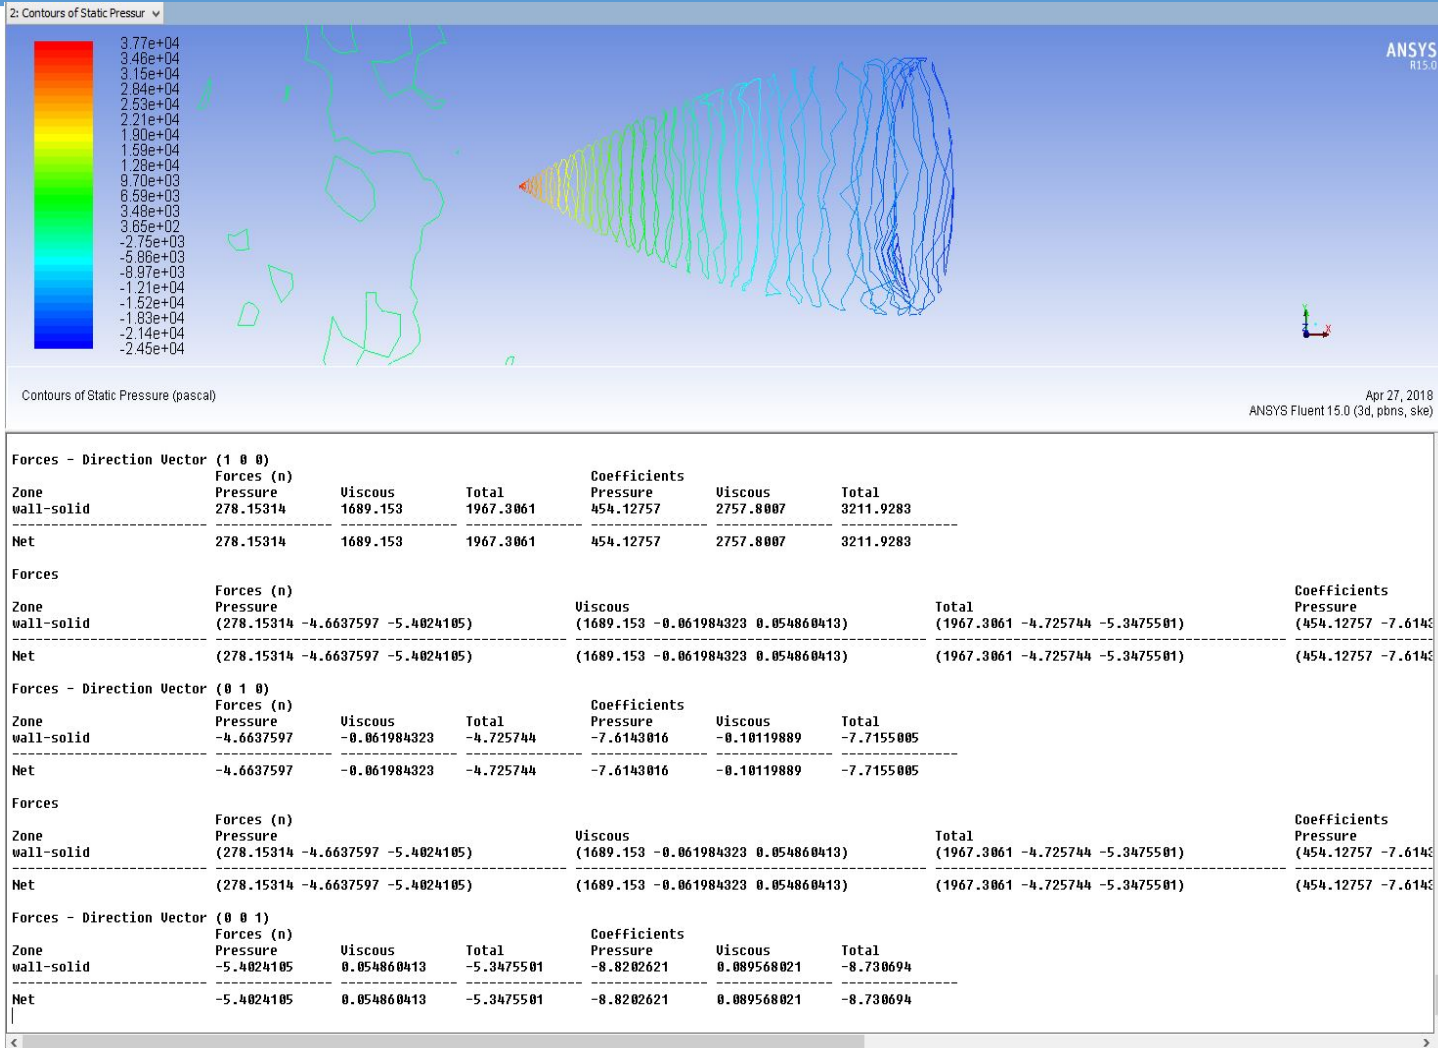 2: Contours of Static Pressur
3.77e+04
3.46e+04
3.15e+04
2.84e+04
2.53e+04
2.21e+04
1.90e+04
1.59e+04
1.28e+04
9.70e+03
6.59e+03
3.48e+03
3.65e+02
-2.75e+03
-5.86e+03
-8.97e+03
-1.21e+04
-1.52e+04
-1.83e+04
-2.14e+04
-2.45e+04
ANSYS
R15.0
Y
Z X
Contours of Static Pressure (pascal)
Apr 27, 2018
ANSYS Fluent 15.0 (3d, pbns, ske)
Forces - Direction Vector (1 0 0)
Forces (n) Coefficients
Zone Pressure Viscous Total Pressure Viscous Total
wall-solid 278.15314 1689.153 1967.3061 454.12757 2757.8007 3211.9283
Net 278.15314 1689.153 1967.3061 454.12757 2757.8007 3211.9283
Forces
Forces (n) Coefficients
Zone Pressure Viscous Total Pressure
wall-solid (278.15314 -4.6637597 -5.4024105) (1689.153 -0.061984323 0.054860413) (1967.3061 -4.725744 -5.3475501) (454.12757 -7.6143
Net (278.15314 -4.6637597 -5.4024105) (1689.153 -0.061984323 0.054860413) (1967.3061 -4.725744 -5.3475501) (454.12757 -7.6143
Forces - Direction Vector (0 1 0)
Forces (n) Coefficients
Zone Pressure Viscous Total Pressure Viscous Total
wall-solid -4.6637597 -0.061984323 -4.725744 -7.6143016 -0.10119889 -7.7155005
Net -4.6637597 -0.061984323 -4.725744 -7.6143016 -0.10119889 -7.7155005
Forces
Forces (n) Coefficients
Zone Pressure Viscous Total Pressure
wall-solid (278.15314 -4.6637597 -5.4024105) (1689.153 -0.061984323 0.054860413) (1967.3061 -4.725744 -5.3475501) (454.12757 -7.6143
Net (278.15314 -4.6637597 -5.4024105) (1689.153 -0.061984323 0.054860413) (1967.3061 -4.725744 -5.3475501) (454.12757 -7.6143
Forces - Direction Vector (0 0 1)
Forces (n) Coefficients
Zone Pressure Viscous Total Pressure Viscous Total
wall-solid -5.4024105 0.054860413 -5.3475501 -8.8202621 0.089568021 -8.730694
Net -5.4024105 0.054860413 -5.3475501 -8.8202621 0.089568021 -8.730694